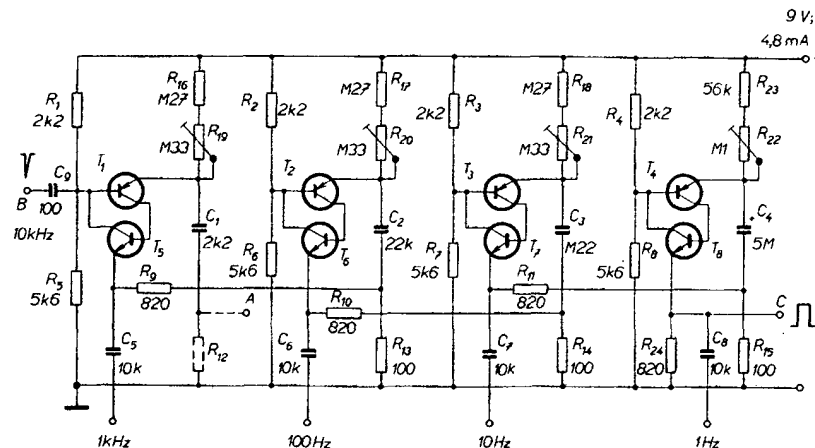 9 V;
4,8 mA
R16
M27
R17
M27
R18
M27
R23
56k
R1
2k2
R2
2k2
R3
2k2
R4
2k2
R19
M33
R20
M33
R21
M33
R22
M1
T1
T2
T3
T4
C9
100
B
10kHz
C1
2k2
C2
22k
C3
M22
+
C4
5M
T5
T6
T7
T8
R5
5k6
R6
5k6
R7
5k6
R8
5k6
R9
820
A
R10
820
R11
820
C
C5
10k
R12
C6
10k
R13
100
C7
10k
R14
100
R24
820
C8
10k
R15
100
1kHz
100Hz
10Hz
1Hz